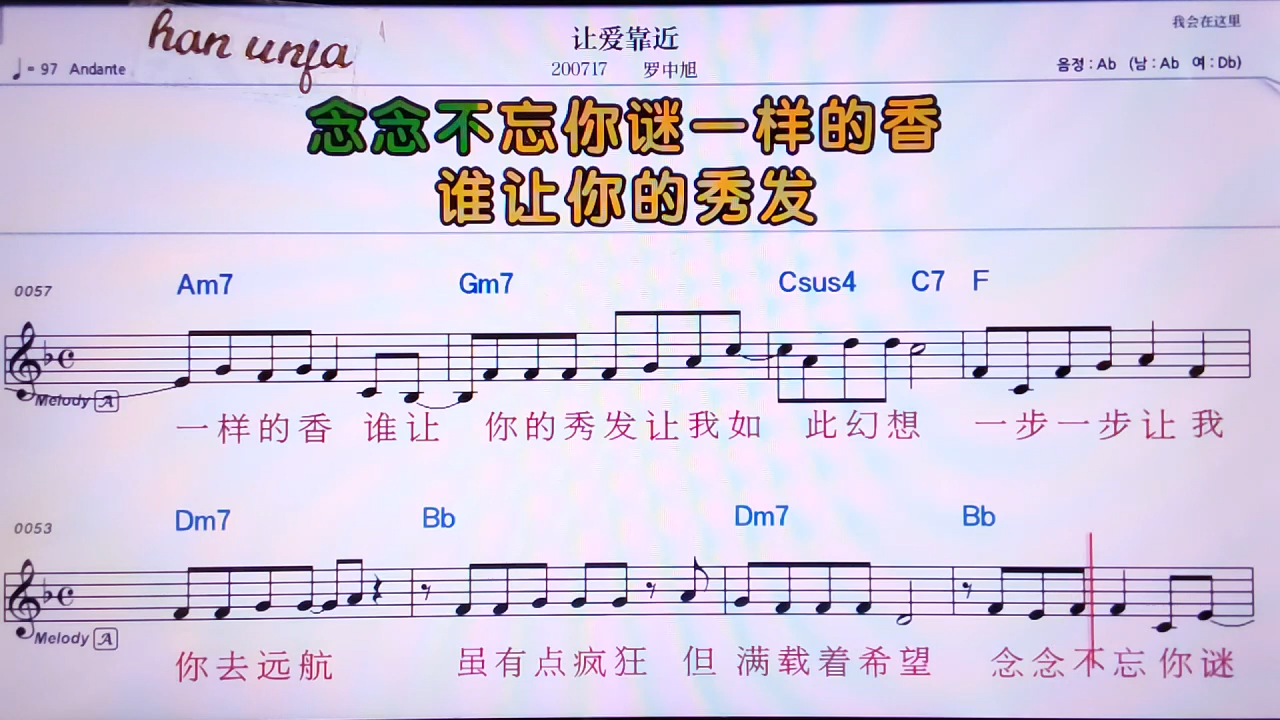 han unfa
让爱靠近
我会在这里
♩= 97 Andante
200717 罗中旭
음정 : Ab (남 : Ab 여 : Db)
念念不忘你谜一样的香
谁让你的秀发
0057
Am7 Gm7 Csus4 C7 F
Melody A
一样的香 谁让 你的秀发让我如 此幻想 一步一步让我
0053
Dm7 Bb Dm7 Bb
Melody A
你去远航 虽有点疯狂 但 满载着希望 念念不忘你谜